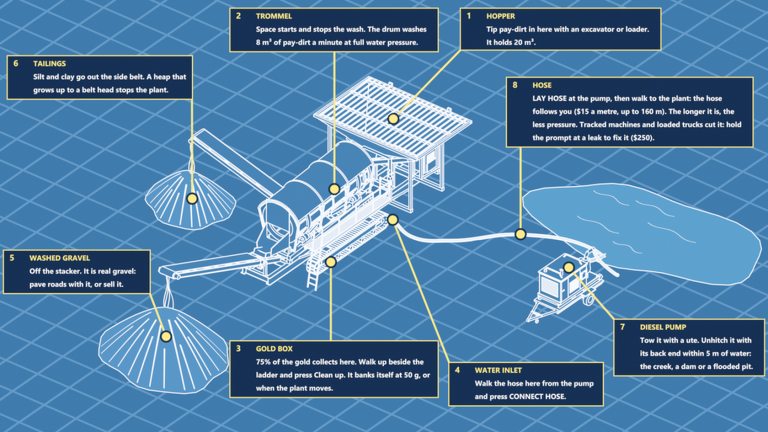 2 TROMMEL
Space starts and stops the wash. The drum washes
8 m³ of pay-dirt a minute at full water pressure.
1 HOPPER
Tip pay-dirt in here with an excavator or loader.
It holds 20 m³.
6 TAILINGS
Silt and clay go out the side belt. A heap that
grows up to a belt head stops the plant.
8 HOSE
LAY HOSE at the pump, then walk to the plant: the hose
follows you ($15 a metre, up to 160 m). The longer it is, the
less pressure. Tracked machines and loaded trucks cut it: hold
the prompt at a leak to fix it ($250).
5 WASHED GRAVEL
Off the stacker. It is real gravel:
pave roads with it, or sell it.
3 GOLD BOX
75% of the gold collects here. Walk up beside the
ladder and press Clean up. It banks itself at 50 g, or
when the plant moves.
4 WATER INLET
Walk the hose here from the pump
and press CONNECT HOSE.
7 DIESEL PUMP
Tow it with a ute. Unhitch it with
its back end within 5 m of water:
the creek, a dam or a flooded pit.